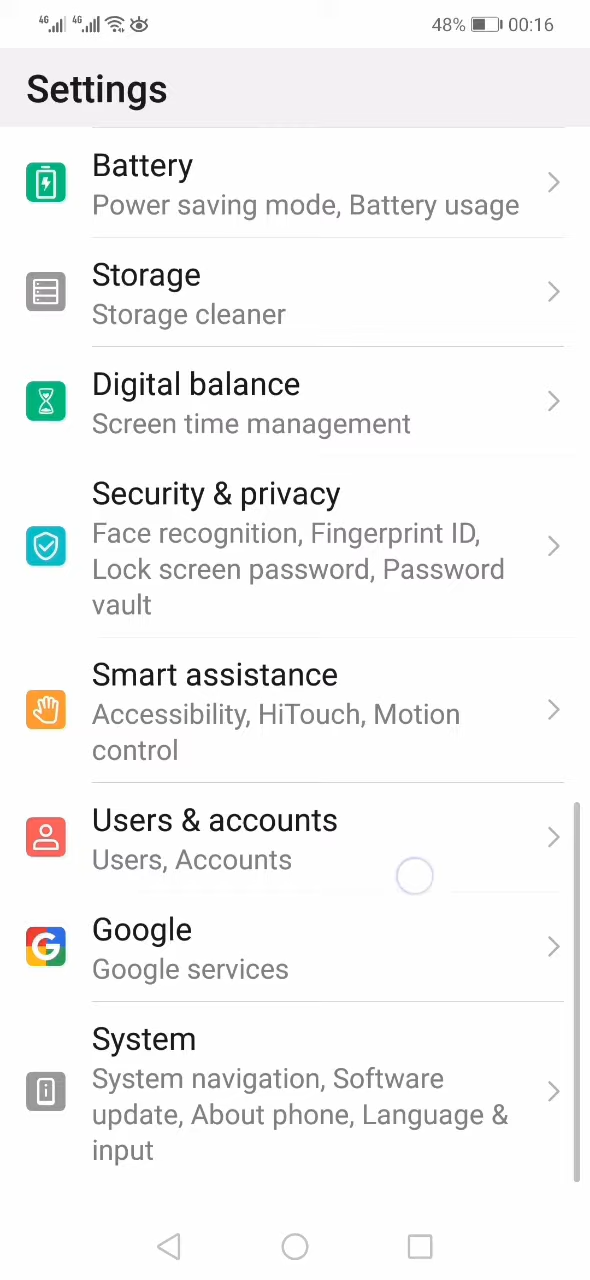 4G 4G 48% 00:16
Settings
Battery
Power saving mode, Battery usage
Storage
Storage cleaner
Digital balance
Screen time management
Security & privacy
Face recognition, Fingerprint ID,
Lock screen password, Password
vault
Smart assistance
Accessibility, HiTouch, Motion
control
Users & accounts
Users, Accounts
G
Google
Google services
System
System navigation, Software
update, About phone, Language &
input